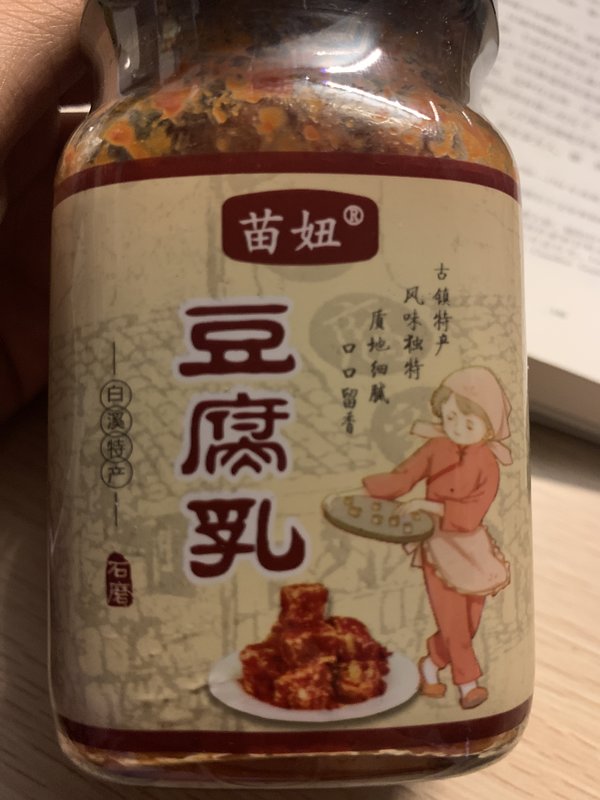 苗妞®
古镇特产
风味独特
质地细腻
口口留香
豆腐乳
白溪特产
石磨